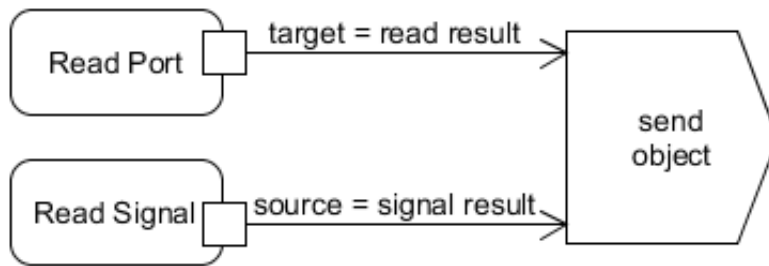 target = read result
Read Port
send
object
Read Signal
source = signal result